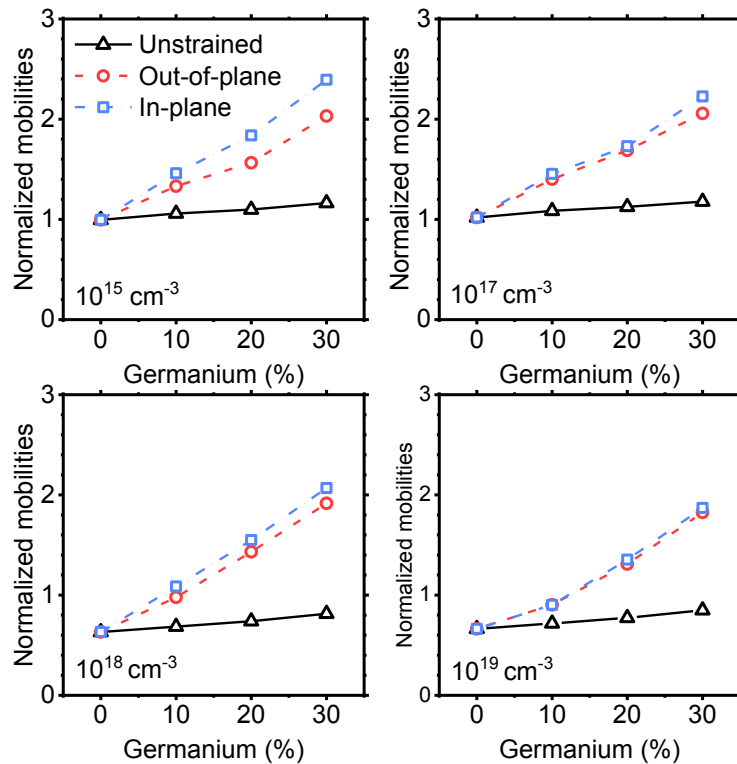 Normalized mobilities
3
2
1
0
Unstrained
Out-of-plane
In-plane
10¹⁵ cm⁻³
0 10 20 30
Germanium (%)
Normalized mobilities
3
2
1
0
10¹⁷ cm⁻³
0 10 20 30
Germanium (%)
Normalized mobilities
3
2
1
0
10¹⁸ cm⁻³
0 10 20 30
Germanium (%)
Normalized mobilities
3
2
1
0
10¹⁹ cm⁻³
0 10 20 30
Germanium (%)